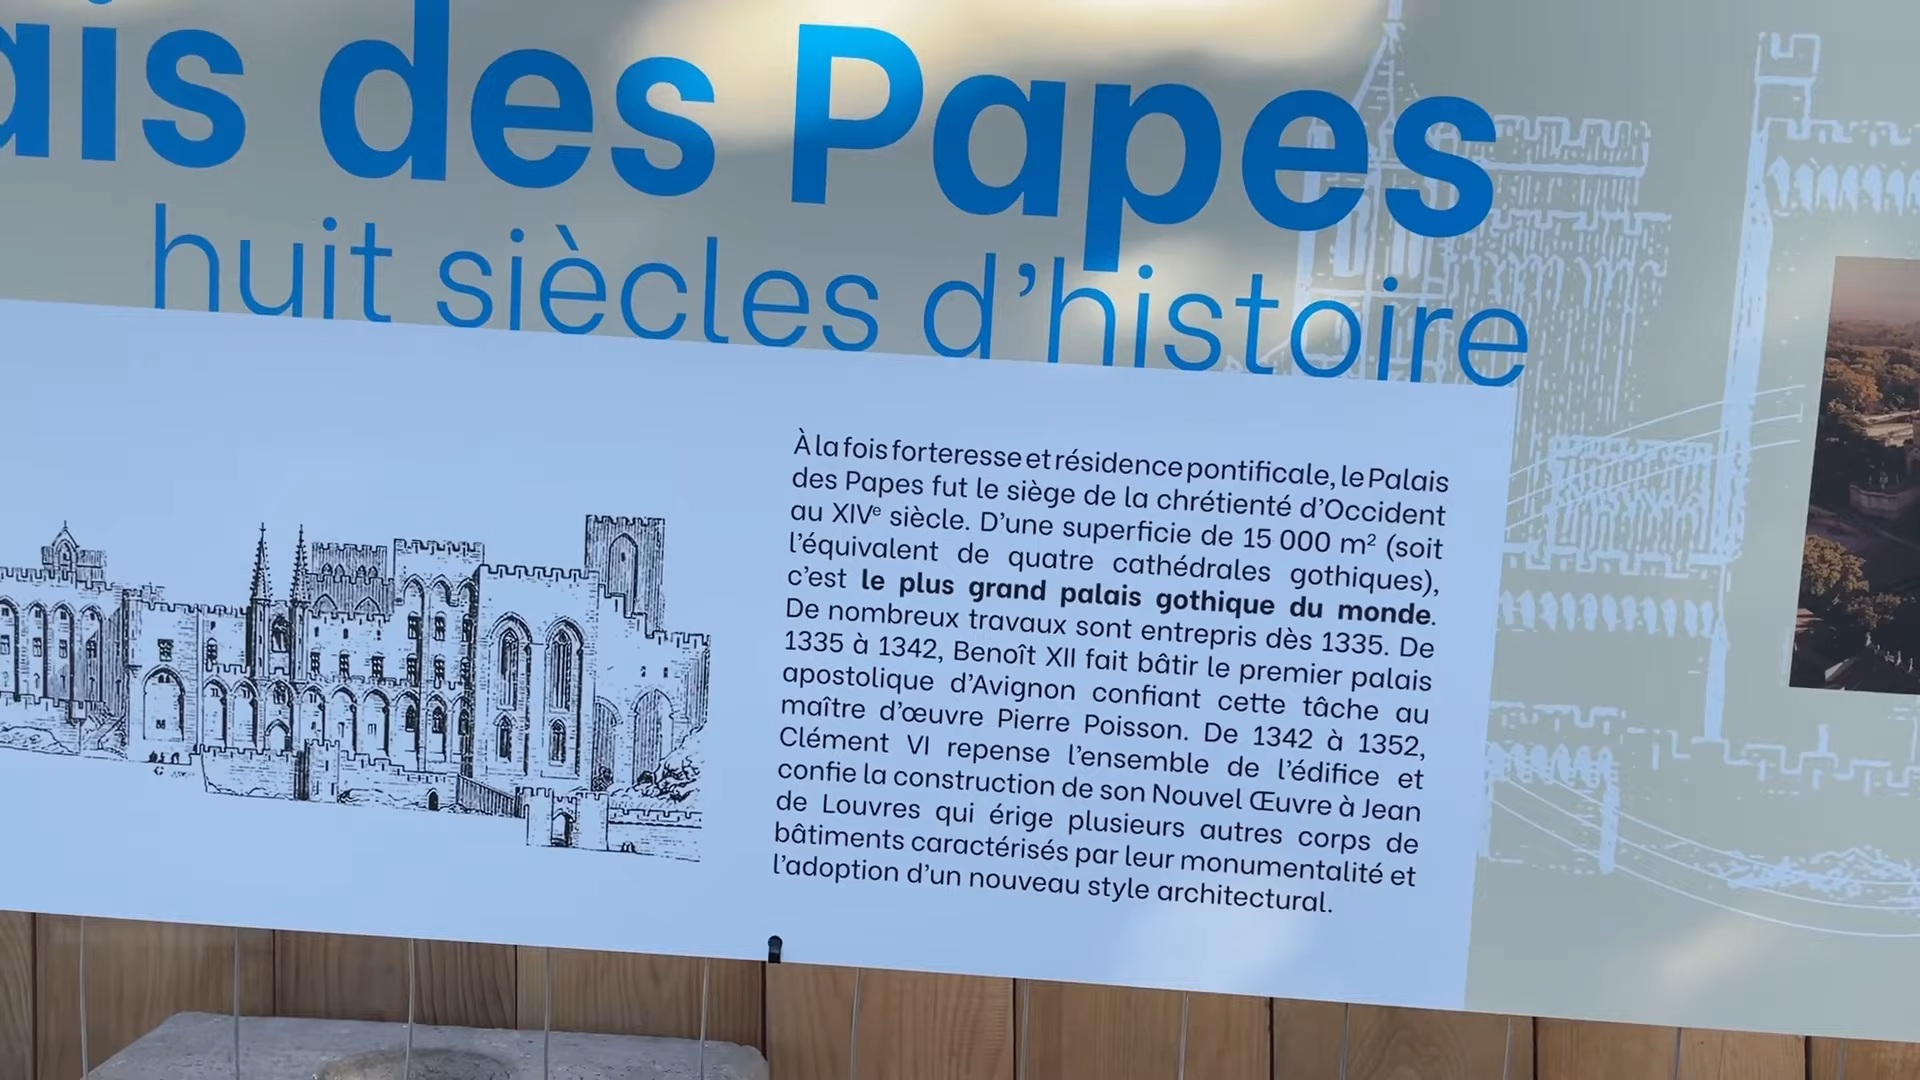 ais des Papes
huit siècles d’histoire
À la fois forteresse et résidence pontificale, le Palais
des Papes fut le siège de la chrétienté d’Occident
au XIVᵉ siècle. D’une superficie de 15 000 m² (soit
l’équivalent de quatre cathédrales gothiques),
c’est le plus grand palais gothique du monde.
De nombreux travaux sont entrepris dès 1335. De
1335 à 1342, Benoît XII fait bâtir le premier palais
apostolique d’Avignon confiant cette tâche au
maître d’œuvre Pierre Poisson. De 1342 à 1352,
Clément VI repense l’ensemble de l’édifice et
confie la construction de son Nouvel Œuvre à Jean
de Louvres qui érige plusieurs autres corps de
bâtiments caractérisés par leur monumentalité et
l’adoption d’un nouveau style architectural.